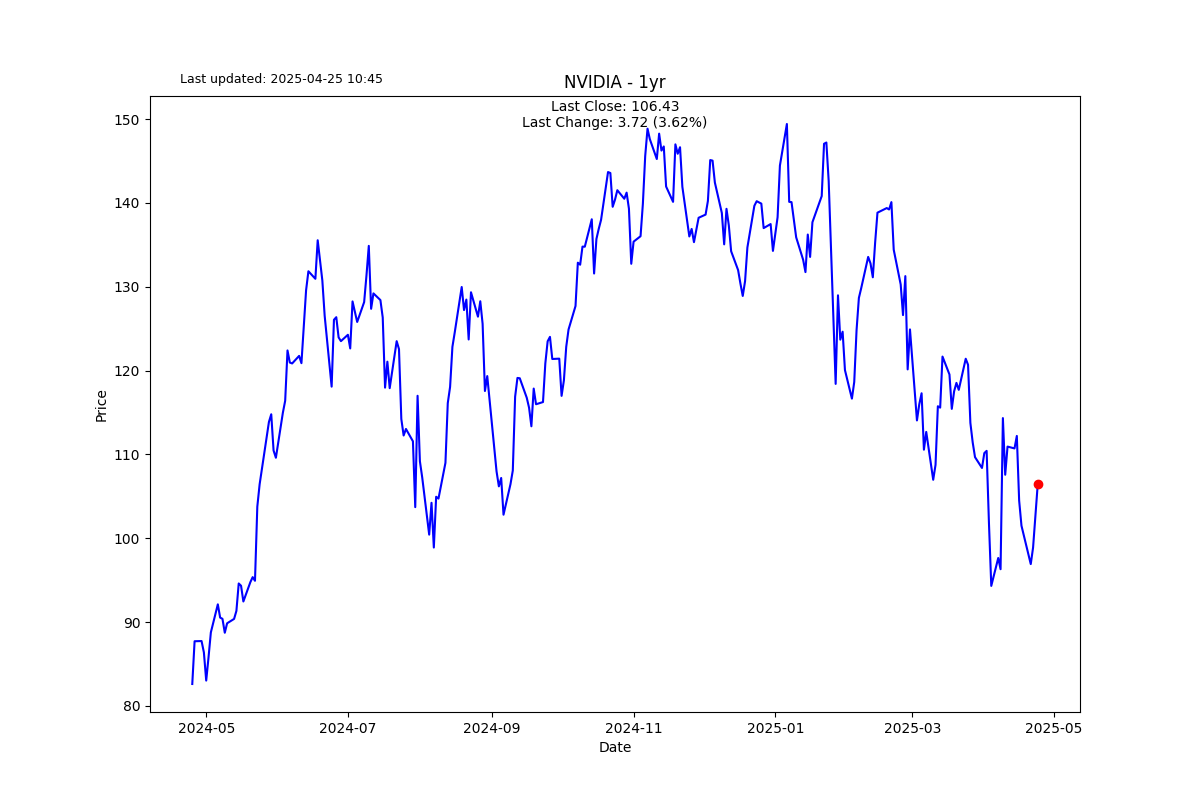 Last updated: 2025-04-25 10:45
NVIDIA - 1yr
Last Close: 106.43
Last Change: 3.72 (3.62%)
150
140
130
120
110
100
90
80
Price
2024-05
2024-07
2024-09
2024-11
2025-01
2025-03
2025-05
Date